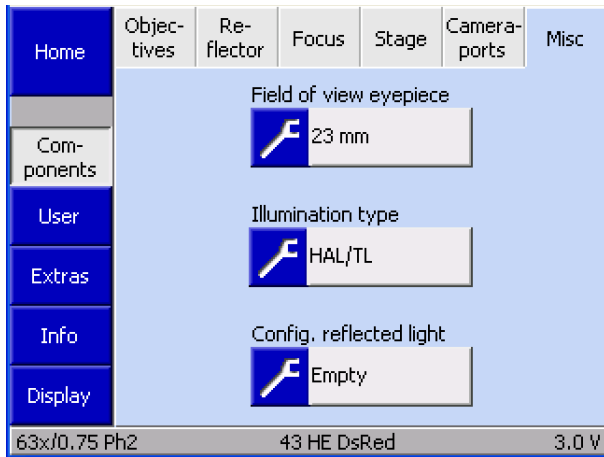 Home
Objec-
tives
Re-
flector
Focus
Stage
Camera-
ports
Misc
Com-
ponents
User
Extras
Info
Display
Field of view eyepiece
23 mm
Illumination type
HAL/TL
Config. reflected light
Empty
63x/0.75 Ph2 43 HE DsRed 3.0 V